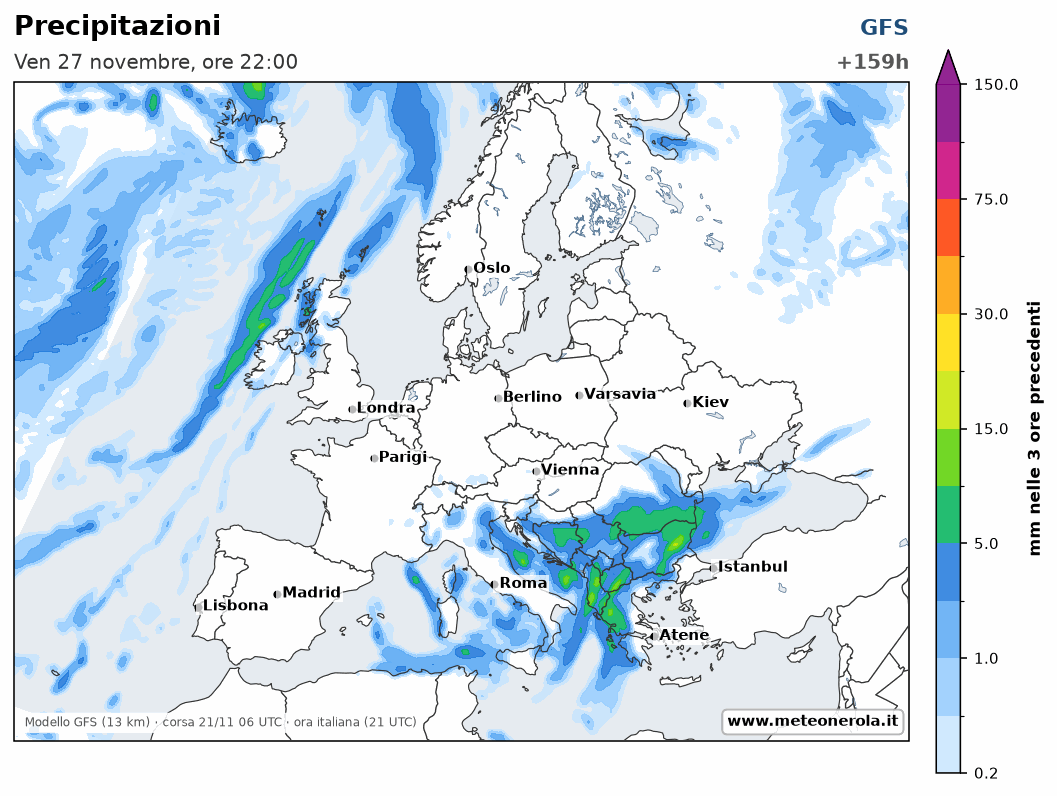 Precipitazioni
GFS
Ven 27 novembre, ore 22:00
+159h
150.0
75.0
30.0
15.0
5.0
1.0
0.2
mm nelle 3 ore precedenti
Oslo
Londra
Berlino
Varsavia
Kiev
Parigi
Vienna
Istanbul
Roma
Madrid
Lisbona
Atene
Modello GFS (13 km) · corsa 21/11 06 UTC · ora italiana (21 UTC)
www.meteonerola.it